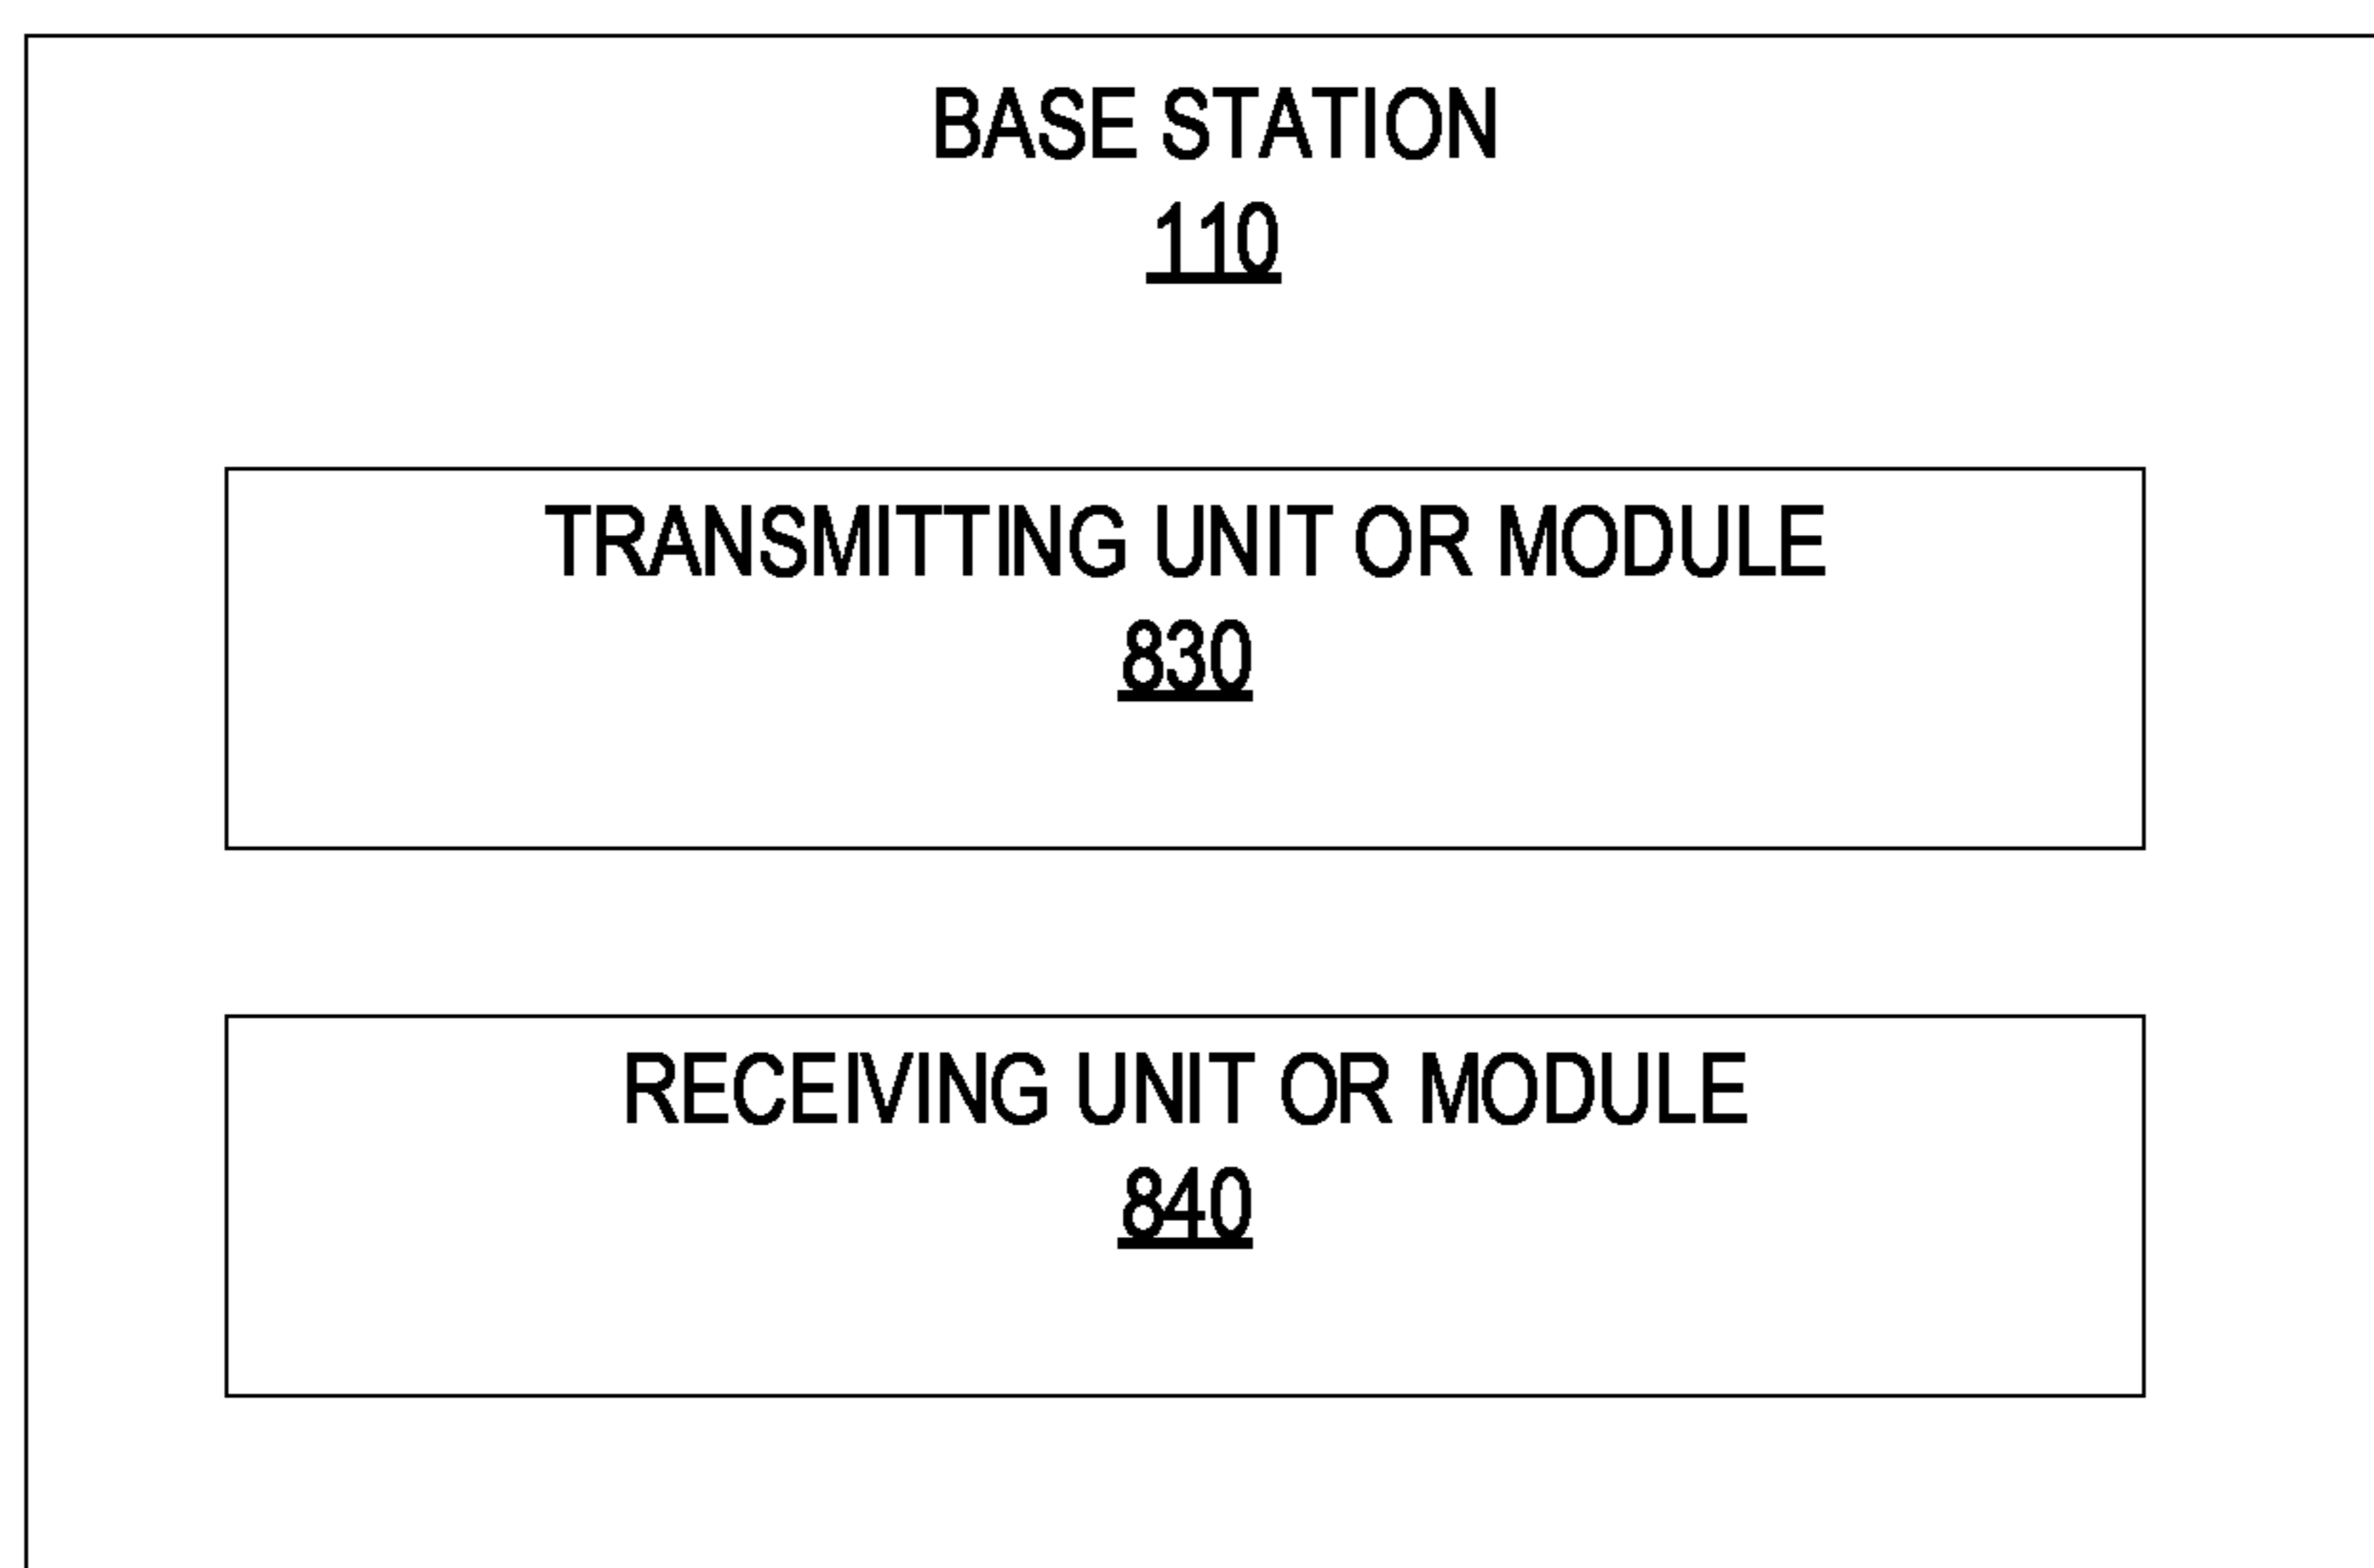 BASE STATION
110
TRANSMITTING UNIT OR MODULE
830
RECEIVING UNIT OR MODULE
840